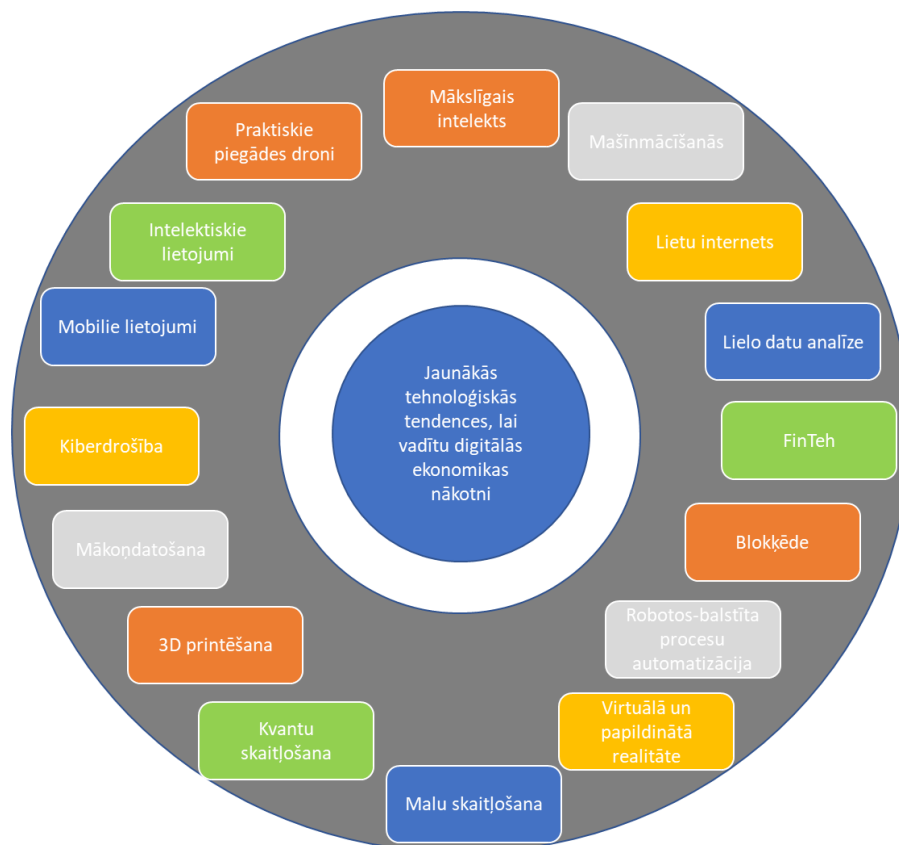 Mākslīgais
intelekts
Mašīnmācīšanās
Lietu internets
Lielo datu analīze
FinTeh
Blokķēde
Robotos-balstīta
procesu
automatizācija
Virtuālā un
papildinātā
realitāte
Malu skaitļošana
Kvantu
skaitļošana
3D printēšana
Mākoņdatošana
Kiberdrošība
Mobilie lietojumi
Intelektiskie
lietojumi
Praktiskie
piegādes droni
Jaunākās
tehnoloģiskās
tendences, lai
vadītu digitālās
ekonomikas
nākotni